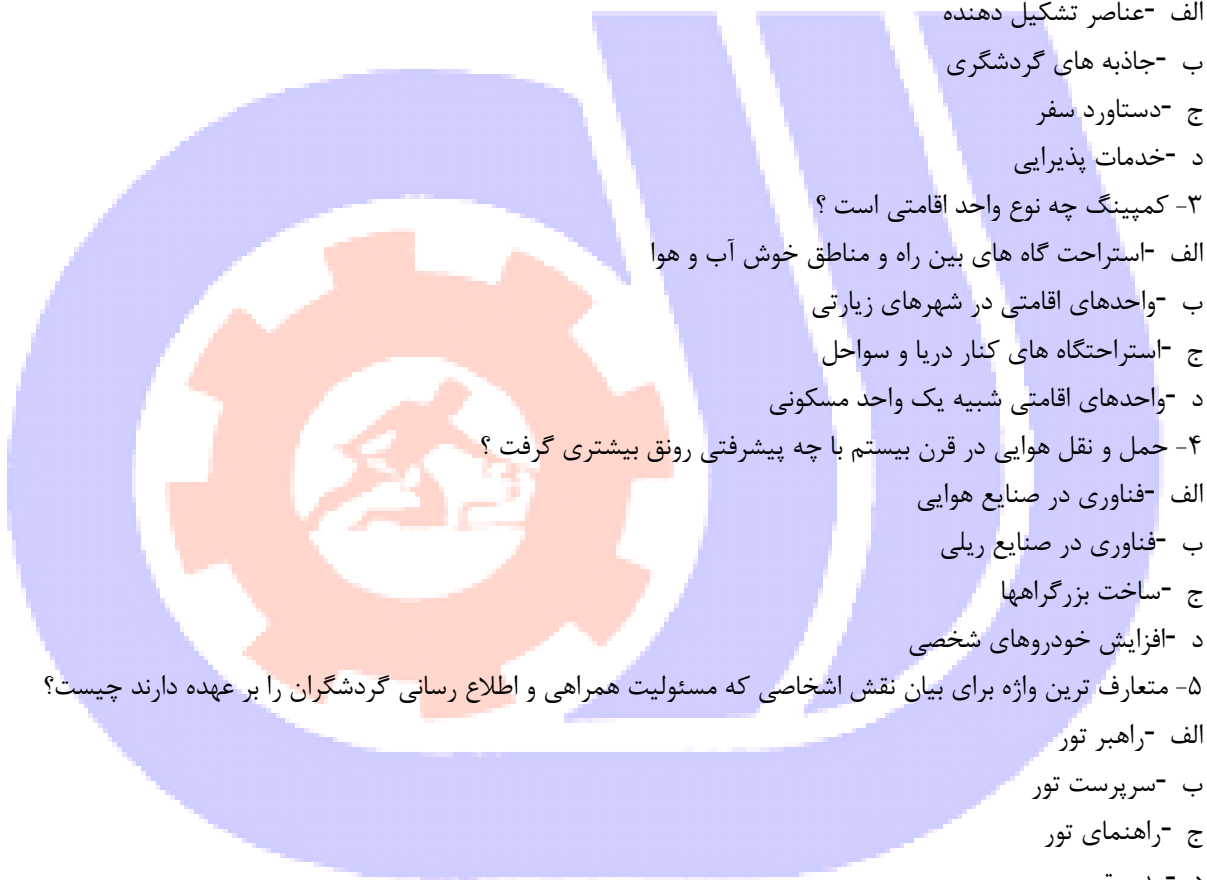 الف -عناصر تشکیل دهنده
ب -جاذبه های گردشگری
ج -دستاورد سفر
د -خدمات پذیرایی
۳- کمپینگ چه نوع واحد اقامتی است ؟
الف -استراحت گاه های بین راه و مناطق خوش آب و هوا
ب -واحدهای اقامتی در شهرهای زیارتی
ج -استراحتگاه های کنار دریا و سواحل
د -واحدهای اقامتی شبیه یک واحد مسکونی
۴- حمل و نقل هوایی در قرن بیستم با چه پیشرفتی رونق بیشتری گرفت ؟
الف -فناوری در صنایع هوایی
ب -فناوری در صنایع ریلی
ج -ساخت بزرگراهها
د -افزایش خودروهای شخصی
۵- متعارف ترین واژه برای بیان نقش اشخاصی که مسئولیت همراهی و اطلاع رسانی گردشگران را بر عهده دارند چیست؟
الف -راهبر تور
ب -سرپرست تور
ج -راهنمای تور